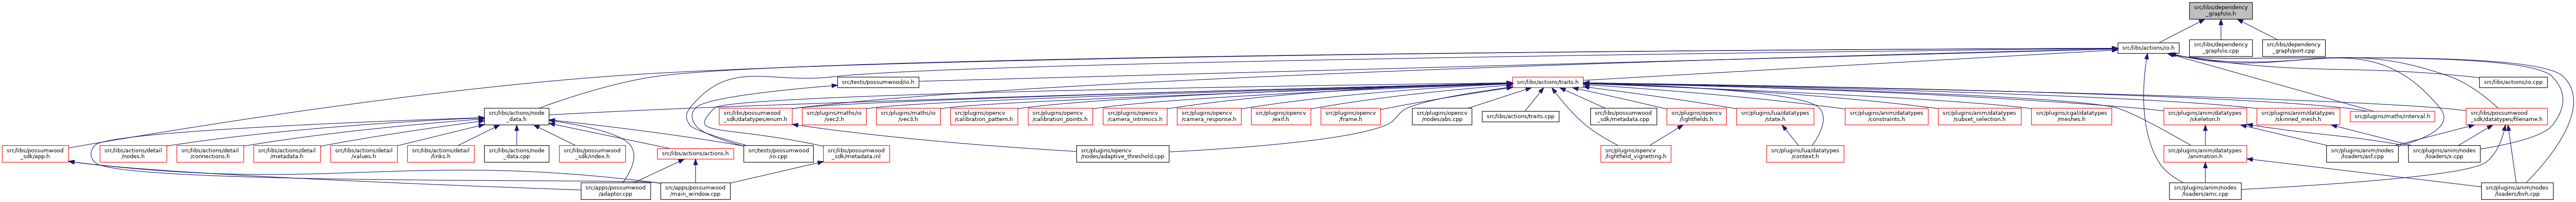 src/libs/dependency
_graph/io.h
src/libs/actions/io.h
src/libs/dependency
_graph/io.cpp
src/libs/dependency
_graph/port.cpp
src/tests/possumwood/io.h
src/libs/actions/traits.h
src/libs/actions/io.cpp
src/libs/actions/node
_data.h
src/libs/possumwood
_sdk/datatypes/enum.h
src/plugins/maths/io
/vec2.h
src/plugins/maths/io
/vec3.h
src/plugins/opencv
/calibration_pattern.h
src/plugins/opencv
/calibration_points.h
src/plugins/opencv
/camera_intrinsics.h
src/plugins/opencv
/camera_response.h
src/plugins/opencv
/exif.h
src/plugins/opencv
/frame.h
src/plugins/opencv
/nodes/abs.cpp
src/libs/actions/traits.cpp
src/libs/possumwood
_sdk/metadata.cpp
src/plugins/opencv
/lightfields.h
src/plugins/lua/datatypes
/state.h
src/plugins/anim/datatypes
/constraints.h
src/plugins/anim/datatypes
/subset_selection.h
src/plugins/cgal/datatypes
/meshes.h
src/plugins/anim/datatypes
/skeleton.h
src/plugins/anim/datatypes
/skinned_mesh.h
src/plugins/maths/interval.h
src/libs/possumwood
_sdk/datatypes/filename.h
src/libs/possumwood
_sdk/app.h
src/libs/actions/detail
/nodes.h
src/libs/actions/detail
/connections.h
src/libs/actions/detail
/metadata.h
src/libs/actions/detail
/values.h
src/libs/actions/detail
/links.h
src/libs/actions/node
_data.cpp
src/libs/possumwood
_sdk/index.h
src/libs/actions/actions.h
src/tests/possumwood
/io.cpp
src/libs/possumwood
_sdk/metadata.inl
src/plugins/opencv
/nodes/adaptive_threshold.cpp
src/plugins/opencv
/lightfield_vignetting.h
src/plugins/lua/datatypes
/context.h
src/plugins/anim/datatypes
/animation.h
src/plugins/anim/nodes
/loaders/asf.cpp
src/plugins/anim/nodes
/loaders/x.cpp
src/apps/possumwood
/adaptor.cpp
src/apps/possumwood
/main_window.cpp
src/plugins/anim/nodes
/loaders/amc.cpp
src/plugins/anim/nodes
/loaders/bvh.cpp